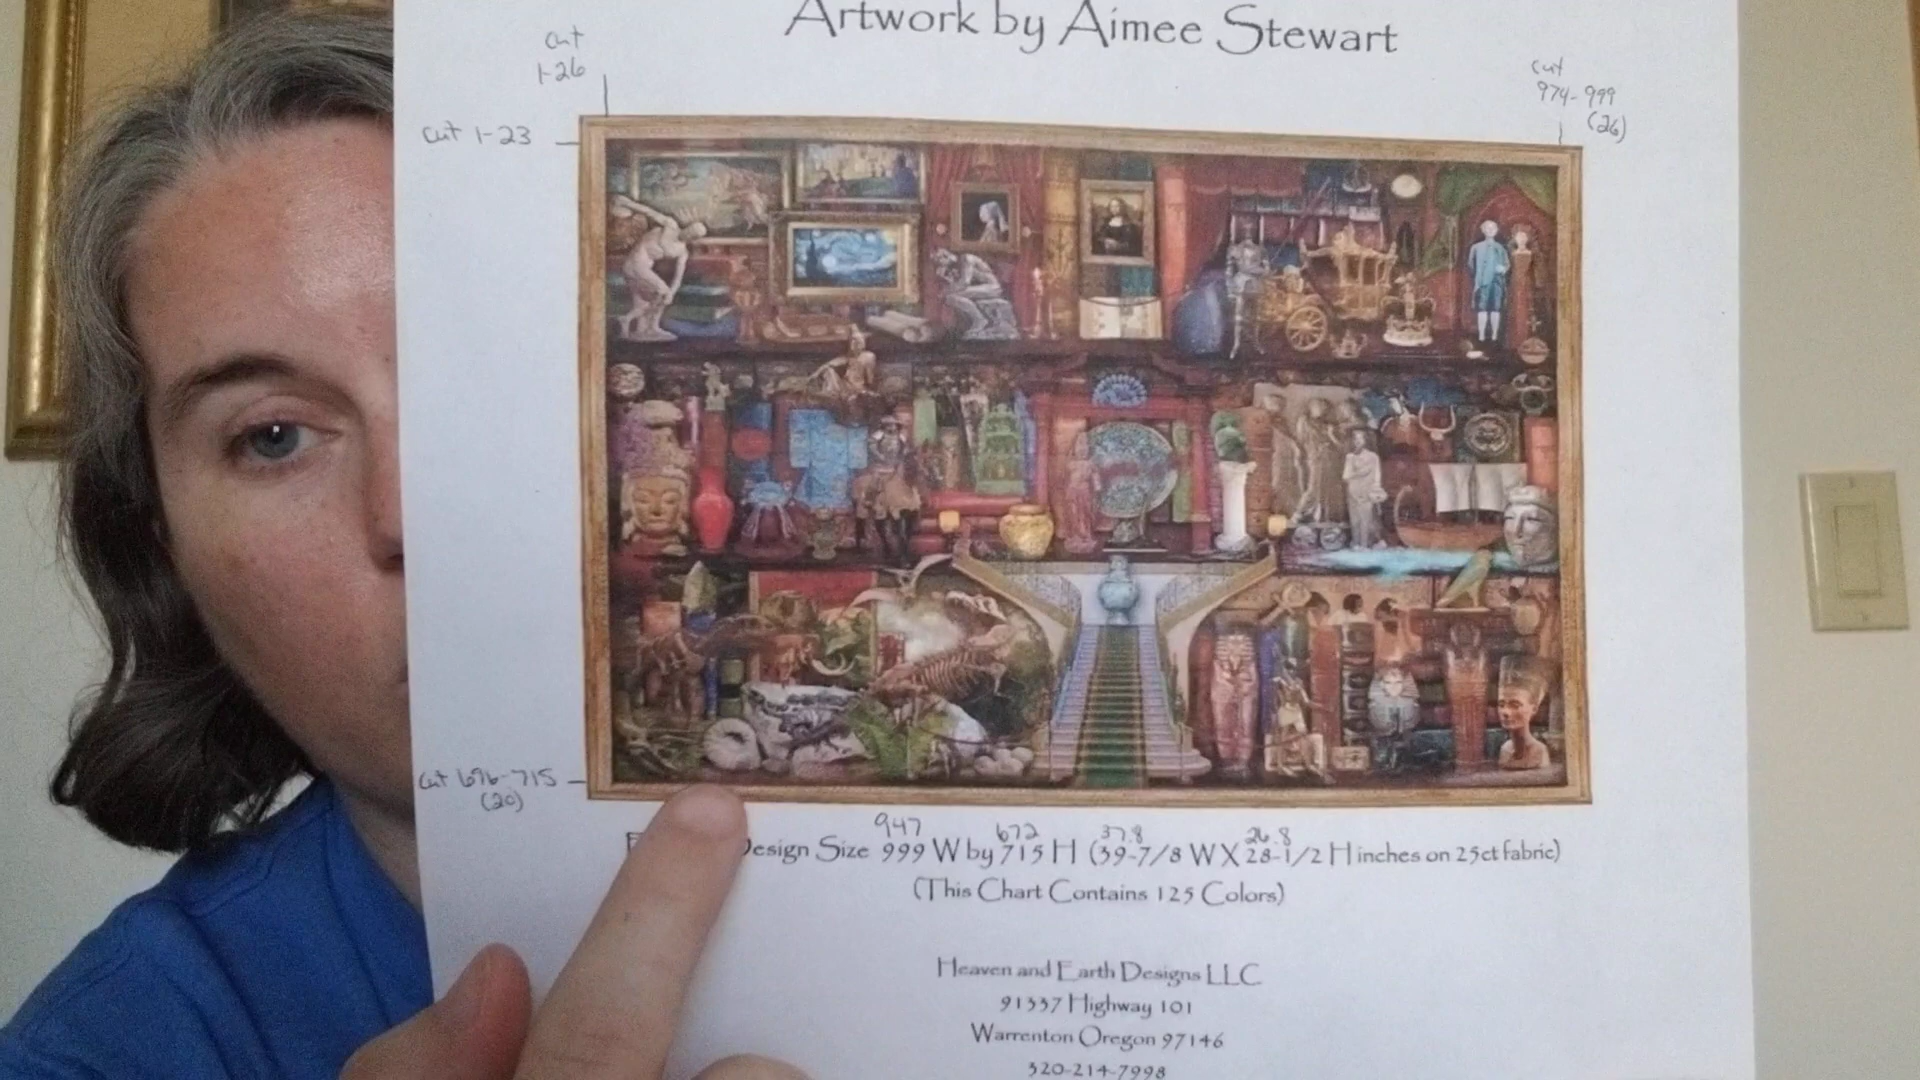 Artwork by Aimee Stewart
cut
1-26
cut
974-999
(26)
cut 1-23
cut 696-715
(20)
947 672 37.8 26.8
Design Size 999 W by 715 H (39-7/8 W X 28-1/2 H inches on 25ct fabric)
(This Chart Contains 125 Colors)
Heaven and Earth Designs LLC
91337 Highway 101
Warrenton Oregon 97146
320-214-7998